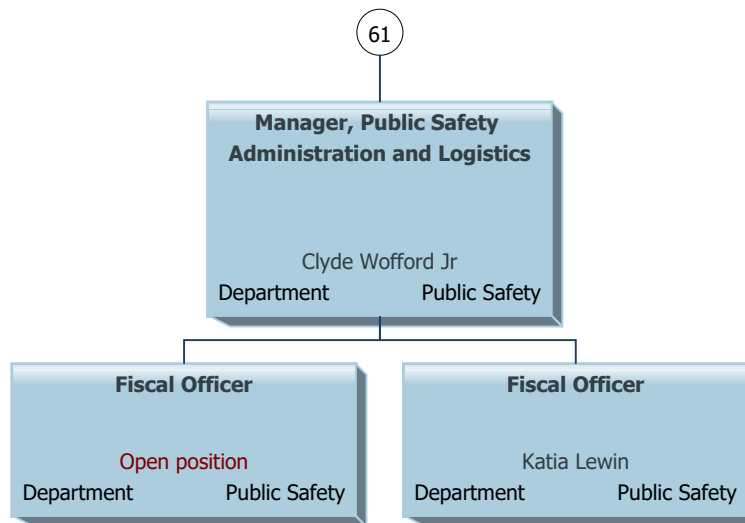 61
Manager, Public Safety
Administration and Logistics
Clyde Wofford Jr
Department Public Safety
Fiscal Officer
Open position
Department Public Safety
Fiscal Officer
Katia Lewin
Department Public Safety